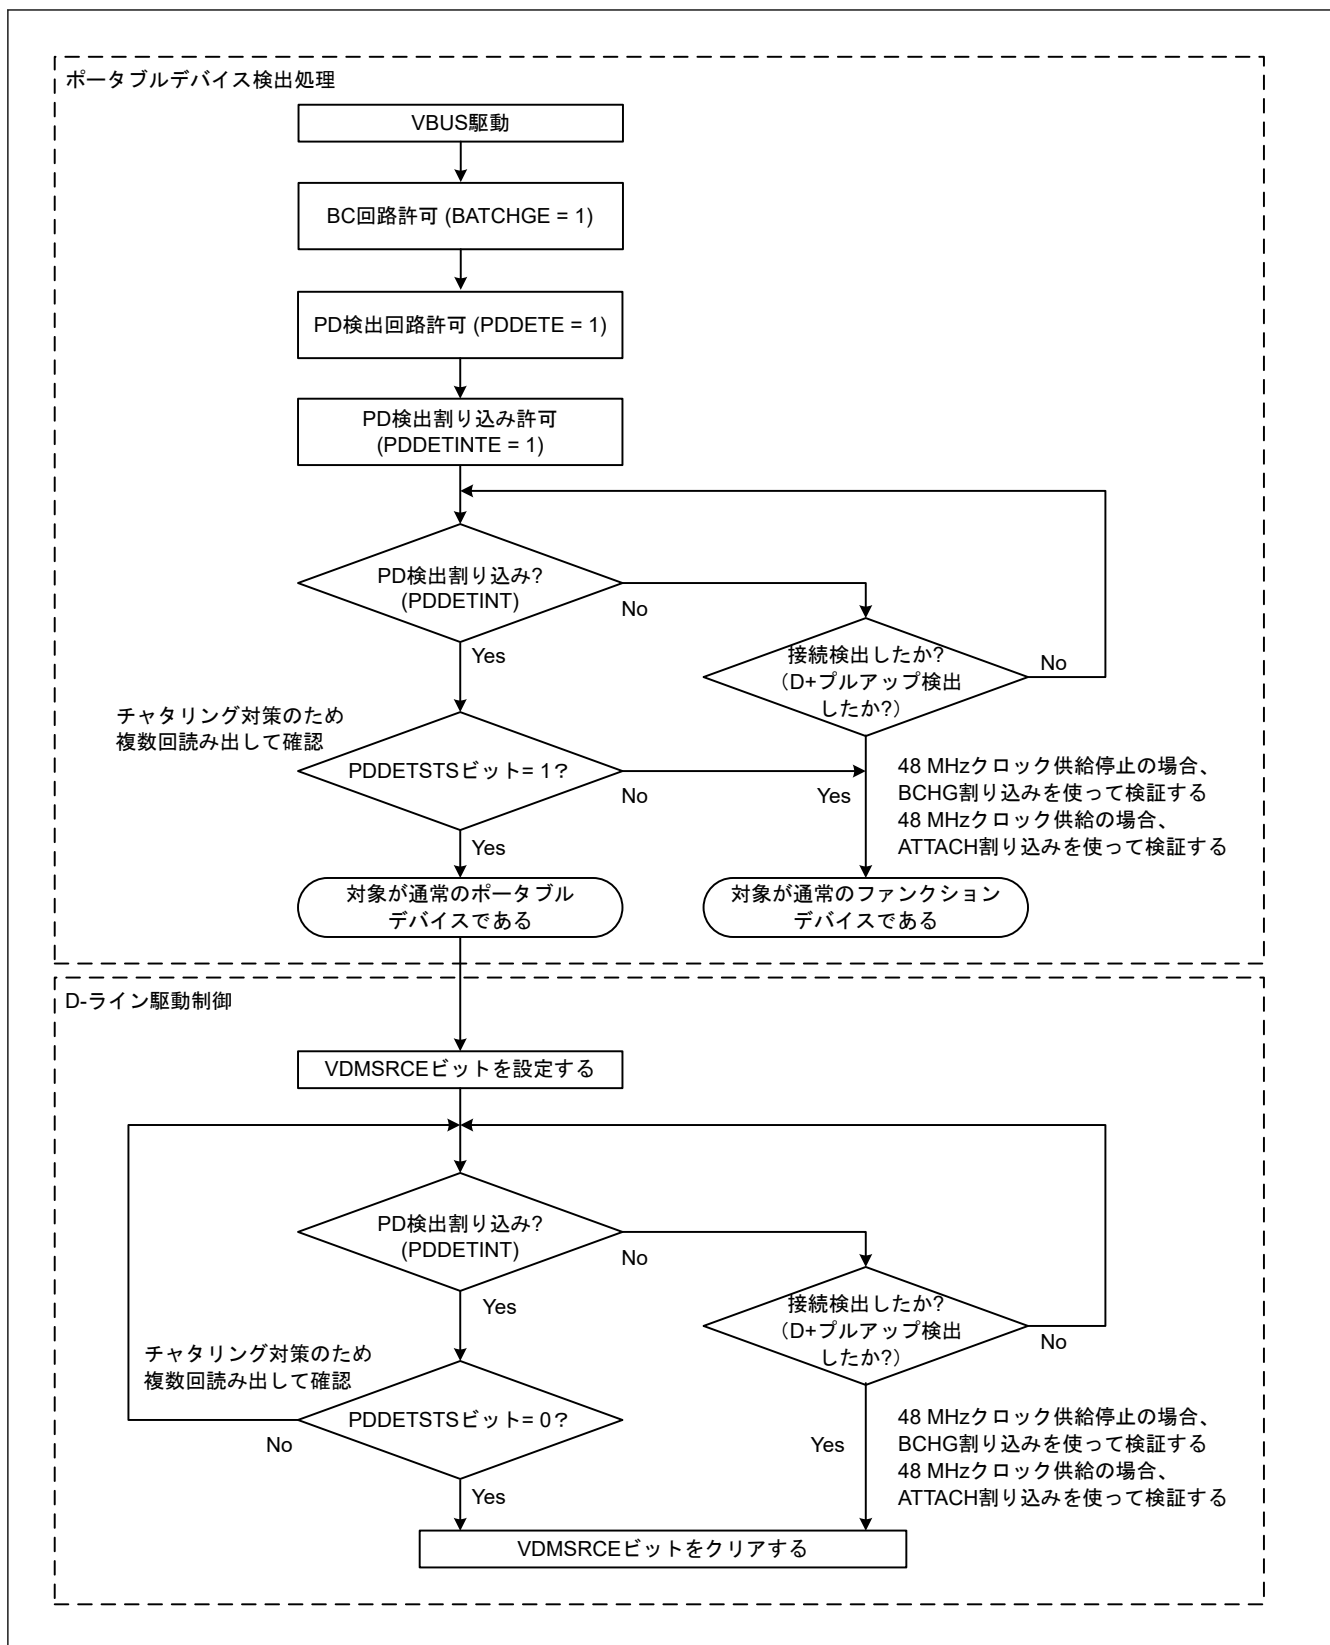 ポータブルデバイス検出処理
VBUS駆動
BC回路許可 (BATCHGE = 1)
PD検出回路許可 (PDDETE = 1)
PD検出割り込み許可
(PDDETINTE = 1)
PD検出割り込み?
(PDDETINT)
No
Yes
接続検出したか?
（D+プルアップ検出
したか?）
No
チャタリング対策のため
複数回読み出して確認
PDDETSTSビット= 1？
No
Yes
48 MHzクロック供給停止の場合、
BCHG割り込みを使って検証する
48 MHzクロック供給の場合、
ATTACH割り込みを使って検証する
Yes
対象が通常のポータブル
デバイスである
対象が通常のファンクション
デバイスである
D-ライン駆動制御
VDMSRCEビットを設定する
PD検出割り込み?
(PDDETINT)
No
Yes
接続検出したか?
（D+プルアップ検出
したか?）
No
チャタリング対策のため
複数回読み出して確認
PDDETSTSビット= 0？
No
Yes
48 MHzクロック供給停止の場合、
BCHG割り込みを使って検証する
48 MHzクロック供給の場合、
ATTACH割り込みを使って検証する
Yes
VDMSRCEビットをクリアする